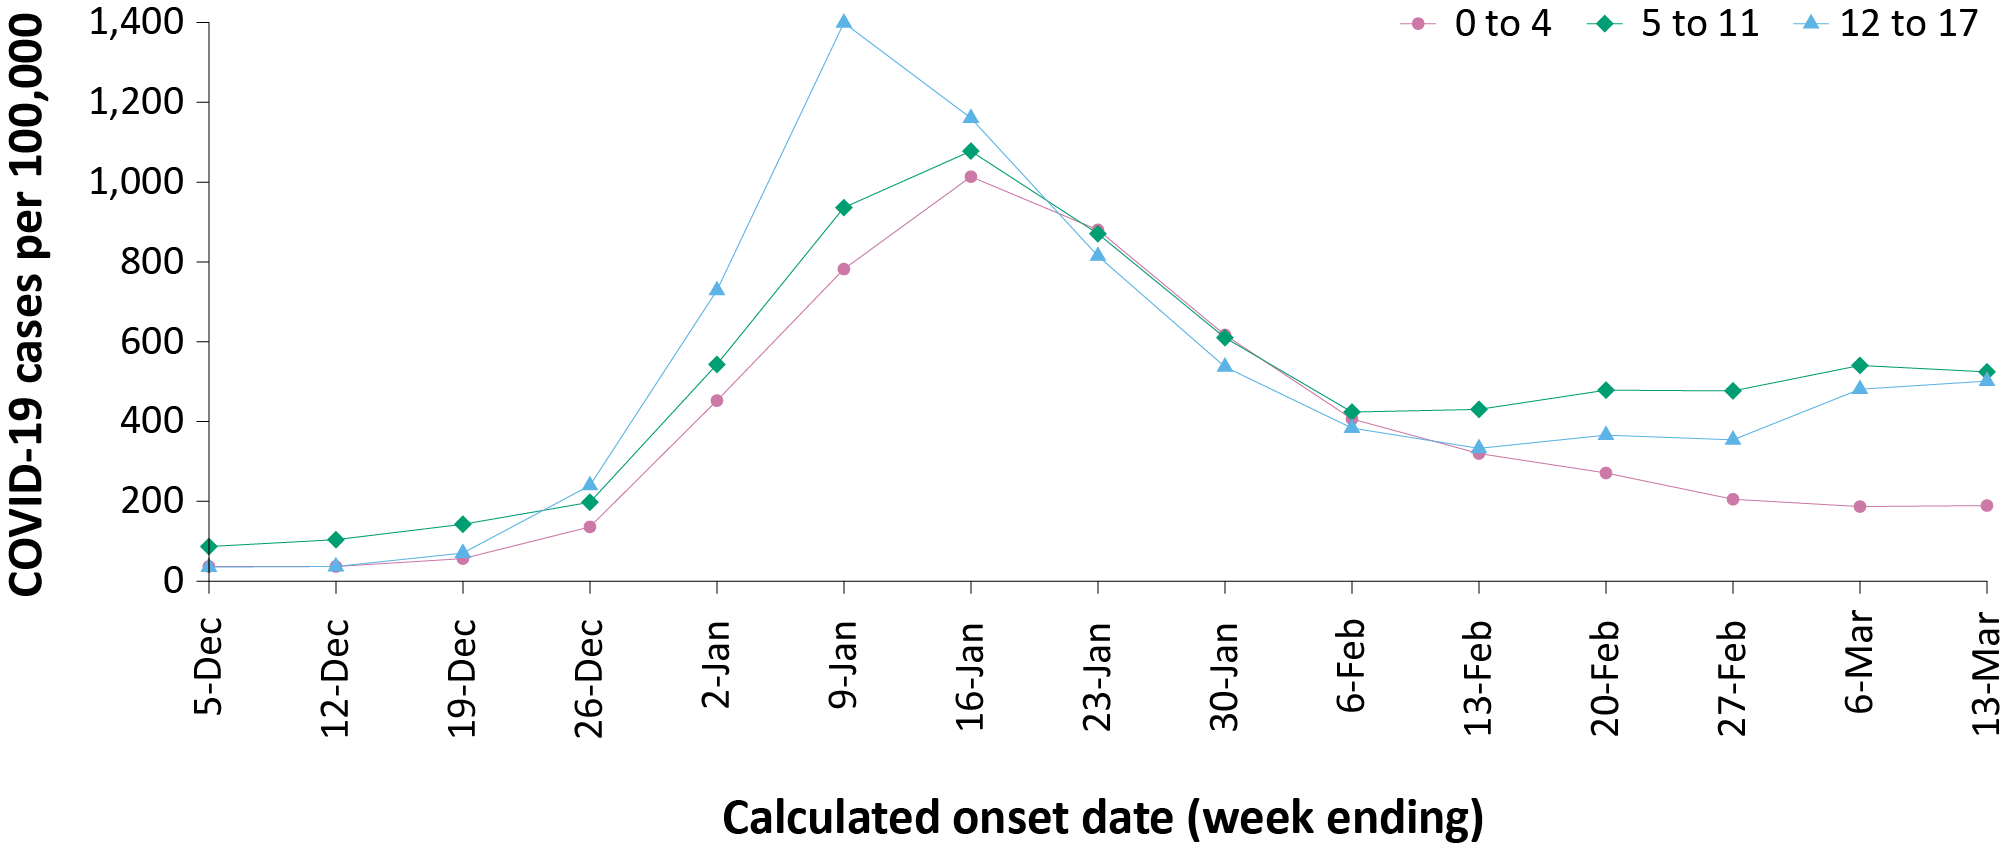 COVID-19 cases per 100,000
1,400
1,200
1,000
800
600
400
200
0
0 to 4
5 to 11
12 to 17
5-Dec
12-Dec
19-Dec
26-Dec
2-Jan
9-Jan
16-Jan
23-Jan
30-Jan
6-Feb
13-Feb
20-Feb
27-Feb
6-Mar
13-Mar
Calculated onset date (week ending)